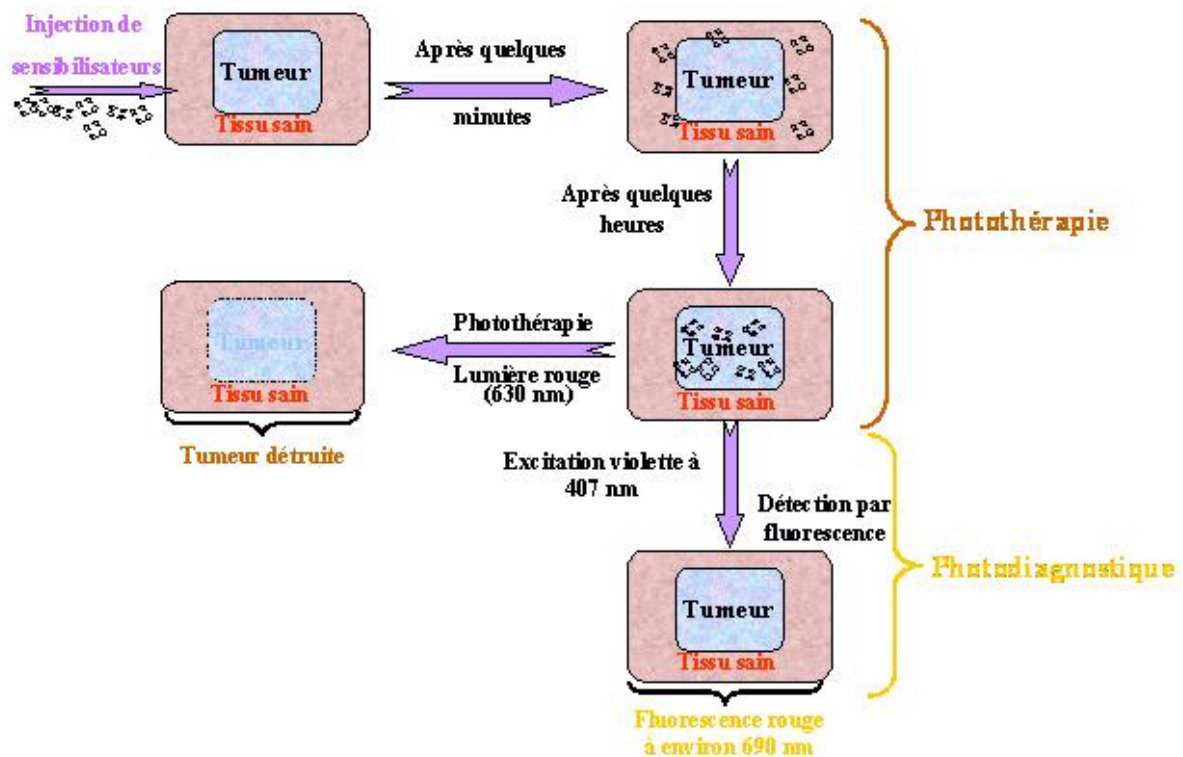 Injection de
sensibilisateurs
Tumeur
Tissu sain
Après quelques
minutes
Tumeur
Tissu sain
Après quelques
heures
Photothérapie
Tumeur
Tissu sain
Photothérapie
Lumière rouge
(630 nm)
Tumeur
Tissu sain
Tumeur détruite
Excitation violette à
407 nm
Détection par
fluorescence
Photodiagnostique
Tumeur
Tissu sain
Fluorescence rouge
à environ 690 nm